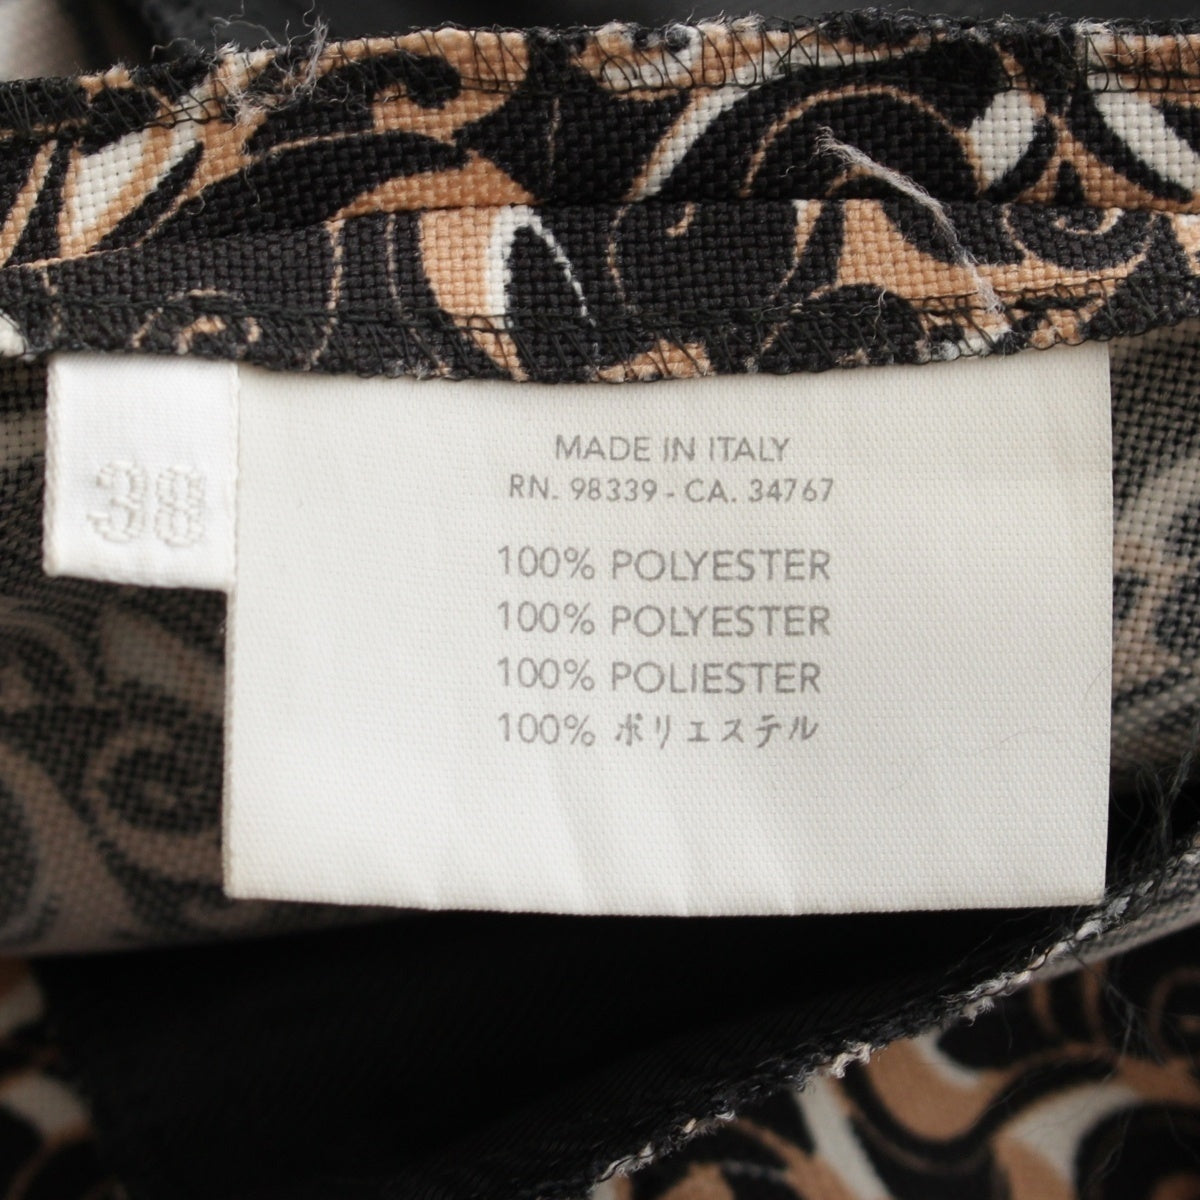 38
MADE IN ITALY
RN. 98339 - CA. 34767
100% POLYESTER
100% POLYESTER
100% POLIESTER
100% ポリエステル